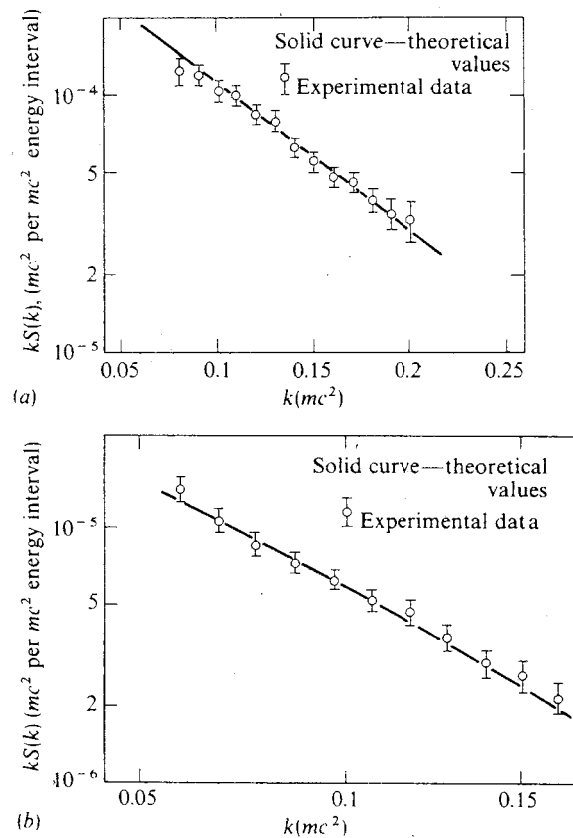 Solid curve—theoretical
values
Experimental data
kS(k), (mc² per mc² energy interval)
10⁻⁴
5
2
10⁻⁵
0.05 0.1 0.15 0.2 0.25
(a) k(mc²)
Solid curve—theoretical
values
Experimental data
kS(k) (mc² per mc² energy interval)
10⁻⁵
5
2
10⁻⁶
0.05 0.1 0.15
(b) k(mc²)